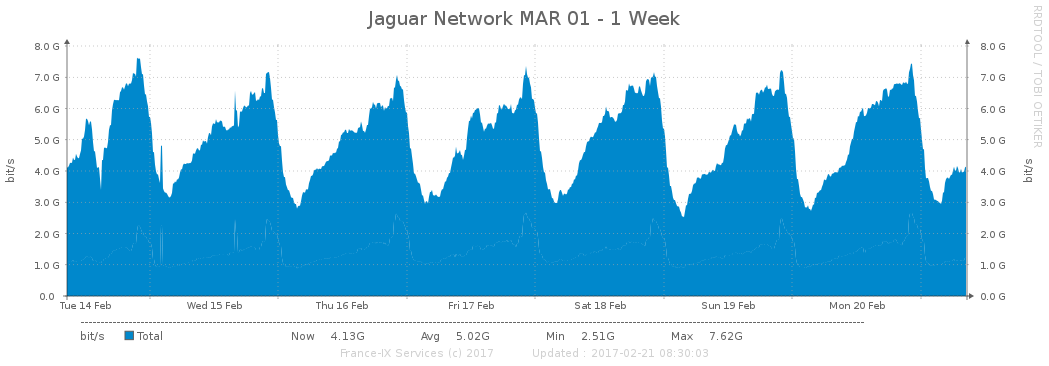 Jaguar Network MAR 01 - 1 Week
RRDTOOL / TOBI OETIKER
bit/s
8.0 G
7.0 G
6.0 G
5.0 G
4.0 G
3.0 G
2.0 G
1.0 G
0.0
8.0 G
7.0 G
6.0 G
5.0 G
4.0 G
3.0 G
2.0 G
1.0 G
0.0 G
bit/s
Tue 14 Feb Wed 15 Feb Thu 16 Feb Fri 17 Feb Sat 18 Feb Sun 19 Feb Mon 20 Feb
bit/s Total Now 4.13G Avg 5.02G Min 2.51G Max 7.62G
France-IX Services (c) 2017 Updated : 2017-02-21 08:30:03